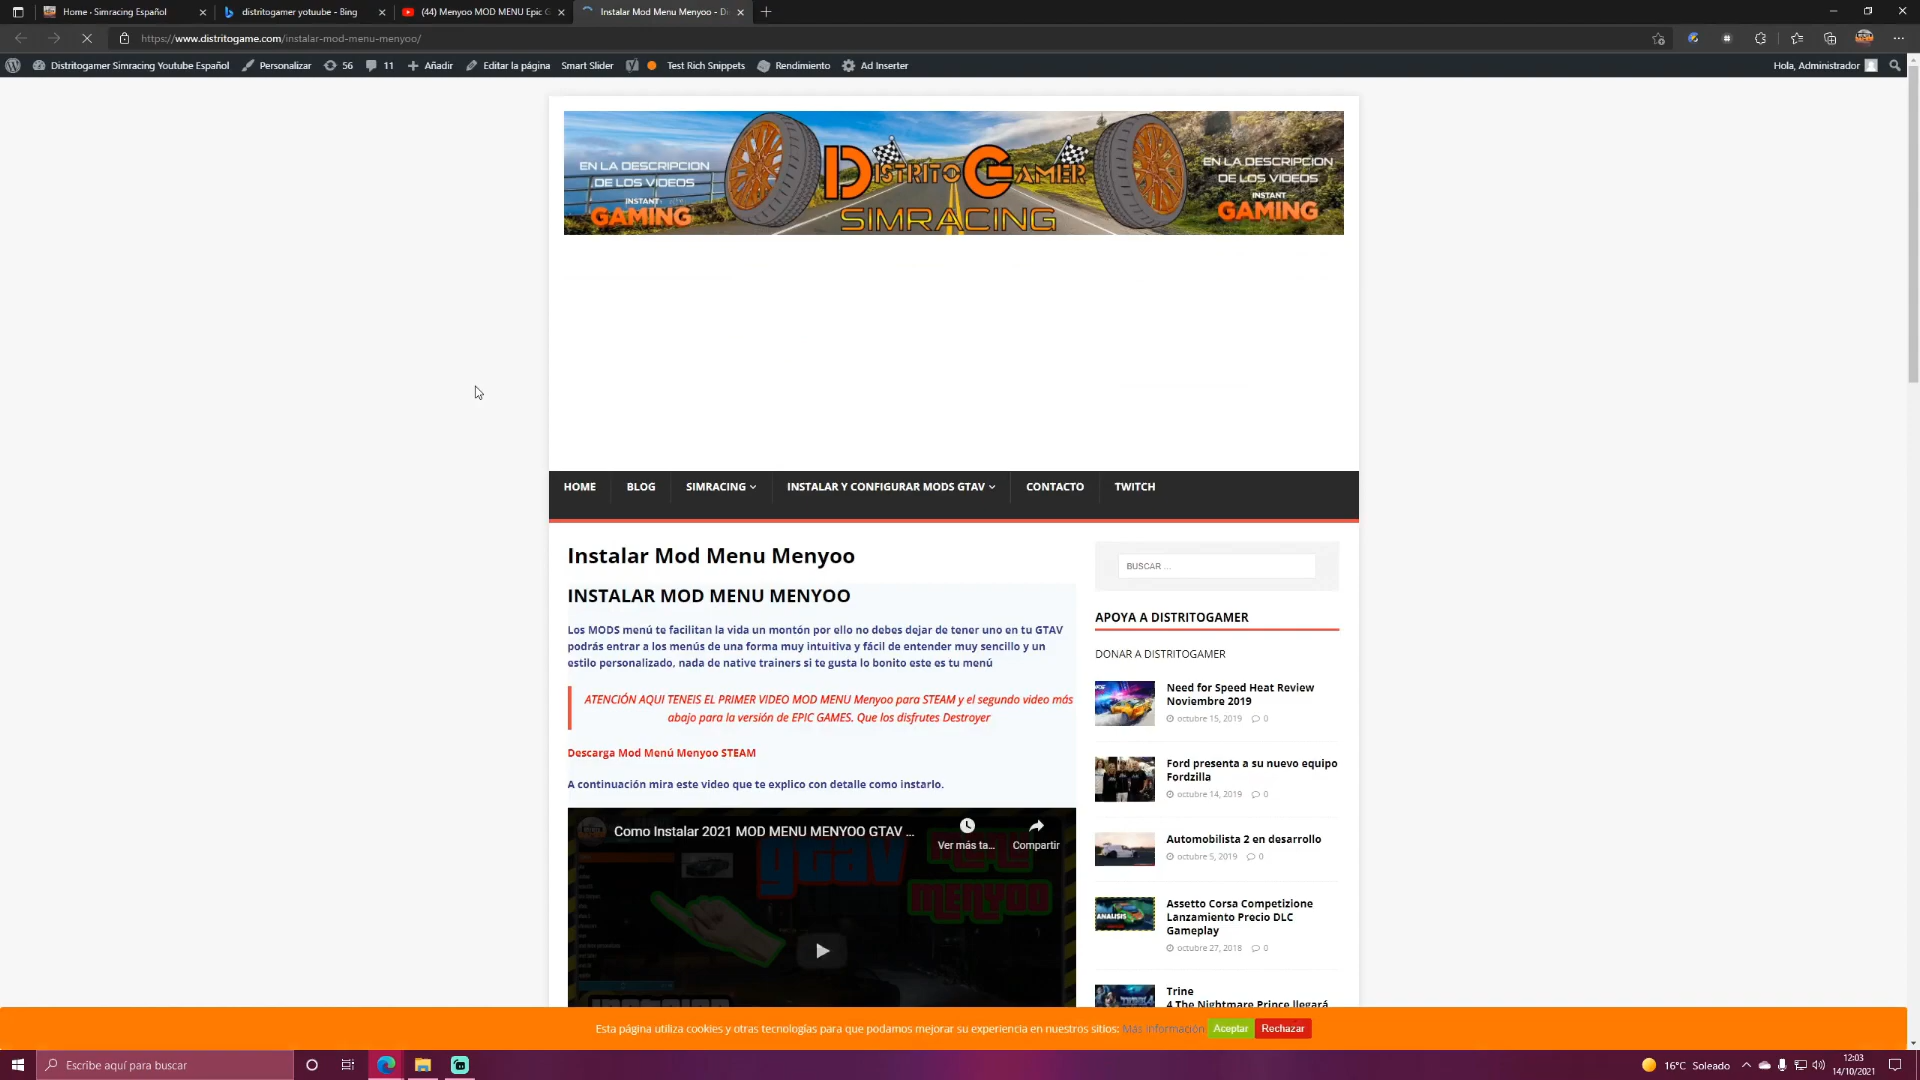 Home · Simracing Español
distritogamer yotuube - Bing
(44) Menyoo MOD MENU Epic G
Instalar Mod Menu Menyoo - Di
https://www.distritogame.com/instalar-mod-menu-menyoo/
Distritogamer Simracing Youtube Español
Personalizar
56
11
Añadir
Editar la página
Smart Slider
Test Rich Snippets
Rendimiento
Ad Inserter
Hola, Administrador
EN LA DESCRIPCION
DE LOS VIDEOS
INSTANT
GAMING
DISTRITO GAMER
SIMRACING
EN LA DESCRIPCION
DE LOS VIDEOS
INSTANT
GAMING
HOME
BLOG
SIMRACING
INSTALAR Y CONFIGURAR MODS GTAV
CONTACTO
TWITCH
Instalar Mod Menu Menyoo
INSTALAR MOD MENU MENYOO
Los MODS menú te facilitan la vida un montón por ello no debes dejar de tener uno en tu GTAV
podrás entrar a los menús de una forma muy intuitiva y fácil de entender muy sencillo y un
estilo personalizado, nada de native trainers si te gusta lo bonito este es tu menú
ATENCIÓN AQUI TENEIS EL PRIMER VIDEO MOD MENU Menyoo para STEAM y el segundo video más
abajo para la versión de EPIC GAMES. Que los disfrutes Destroyer
Descarga Mod Menú Menyoo STEAM
A continuación mira este video que te explico con detalle como instarlo.
Como Instalar 2021 MOD MENU MENYOO GTAV ...
Ver más ta...
Compartir
gtav
MENYOO
BUSCAR ...
APOYA A DISTRITOGAMER
DONAR A DISTRITOGAMER
Need for Speed Heat Review
Noviembre 2019
octubre 15, 2019
0
Ford presenta a su nuevo equipo
Fordzilla
octubre 14, 2019
0
Automobilista 2 en desarrollo
octubre 5, 2019
0
ANALISIS
Assetto Corsa Competizione
Lanzamiento Precio DLC
Gameplay
octubre 27, 2018
0
Trine
4 The Nightmare Prince llegará
Esta página utiliza cookies y otras tecnologías para que podamos mejorar su experiencia en nuestros sitios: Más información
Aceptar
Rechazar
Escribe aquí para buscar
16°C Soleado
12:03
14/10/2021